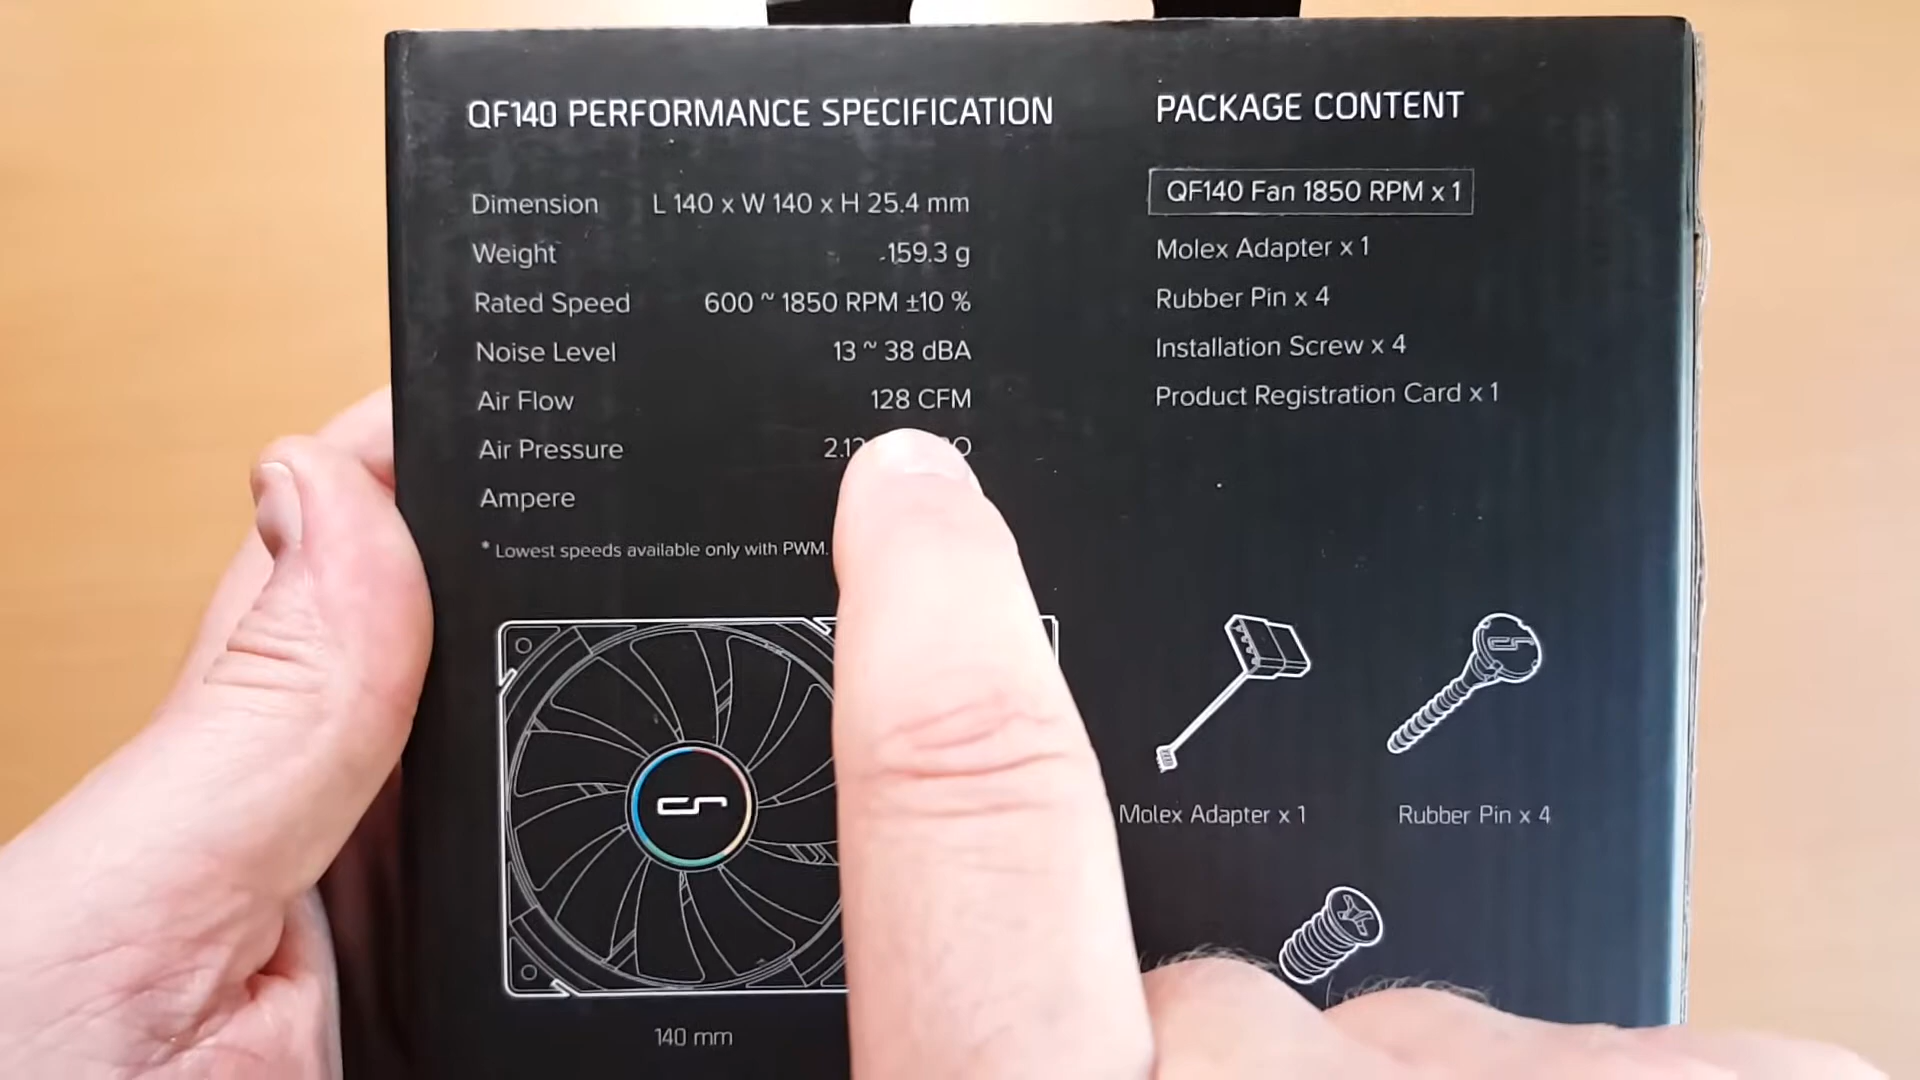 QF140 PERFORMANCE SPECIFICATION
Dimension L 140 x W 140 x H 25.4 mm
Weight 159.3 g
Rated Speed 600 ~ 1850 RPM ±10 %
Noise Level 13 ~ 38 dBA
Air Flow 128 CFM
Air Pressure
Ampere
* Lowest speeds available only with PWM.
140 mm
PACKAGE CONTENT
QF140 Fan 1850 RPM x 1
Molex Adapter x 1
Rubber Pin x 4
Installation Screw x 4
Product Registration Card x 1
Molex Adapter x 1
Rubber Pin x 4